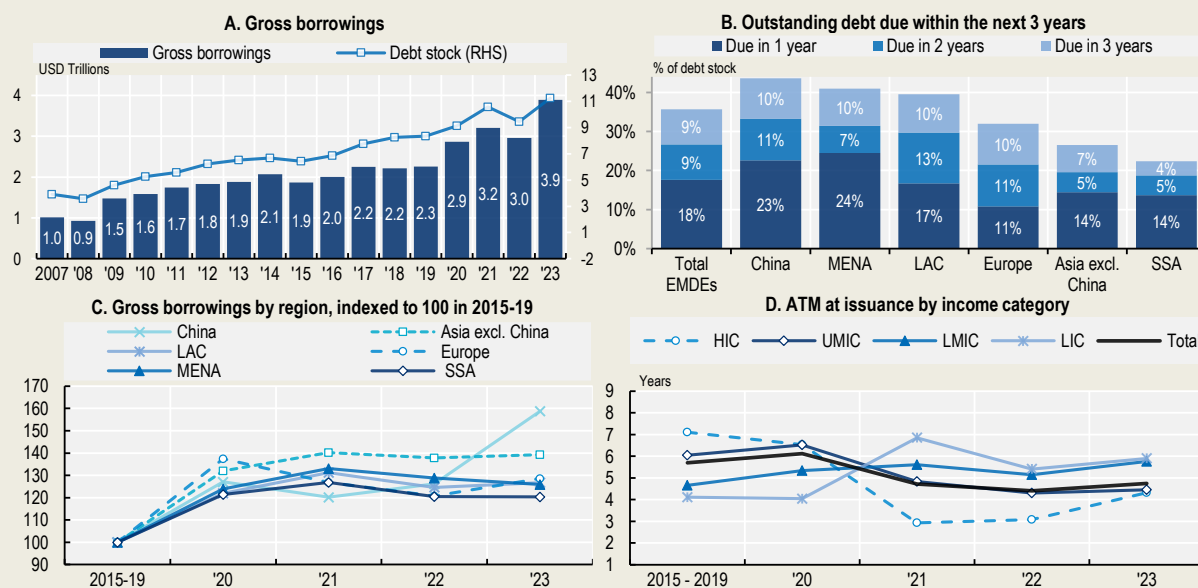 A. Gross borrowings
Gross borrowings
Debt stock (RHS)
USD Trillions
4
3
2
1
0
13
11
9
7
5
3
1
-2
1.0
0.9
1.5
1.6
1.7
1.8
1.9
2.1
1.9
2.0
2.2
2.2
2.3
2.9
3.2
3.0
3.9
2007 '08 '09 '10 '11 '12 '13 '14 '15 '16 '17 '18 '19 '20 '21 '22 '23
B. Outstanding debt due within the next 3 years
Due in 1 year
Due in 2 years
Due in 3 years
% of debt stock
40%
30%
20%
10%
0%
9%
9%
18%
10%
11%
23%
10%
7%
24%
10%
13%
17%
10%
11%
11%
7%
5%
14%
4%
5%
14%
Total
EMDEs
China
MENA
LAC
Europe
Asia excl.
China
SSA
C. Gross borrowings by region, indexed to 100 in 2015-19
China
Asia excl. China
LAC
Europe
MENA
SSA
170
160
150
140
130
120
110
100
90
2015-19 '20 '21 '22 '23
D. ATM at issuance by income category
HIC
UMIC
LMIC
LIC
Total
Years
9
8
7
6
5
4
3
2
1
2015 - 2019 '20 '21 '22 '23